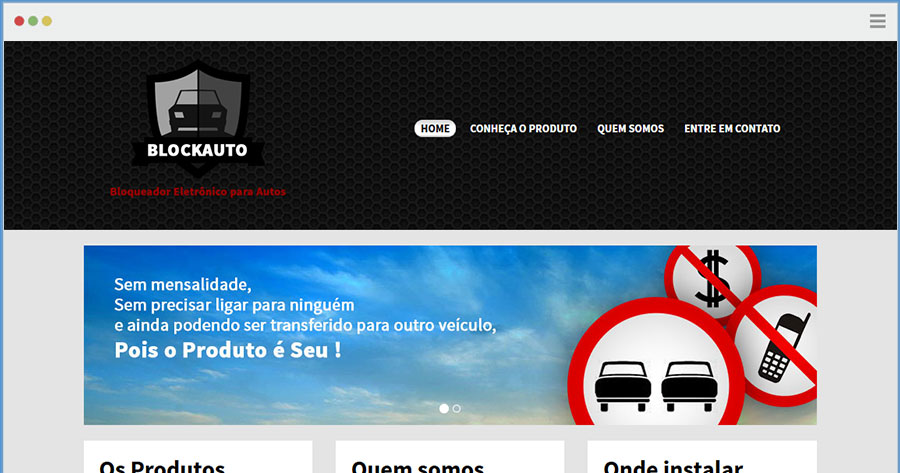 BLOCKAUTO
Bloqueador Eletrônico para Autos
HOME CONHEÇA O PRODUTO QUEM SOMOS ENTRE EM CONTATO
Sem mensalidade,
Sem precisar ligar para ninguém
e ainda podendo ser transferido para outro veículo,
Pois o Produto é Seu !
$
Os Produtos
Quem somos
Onde instalar